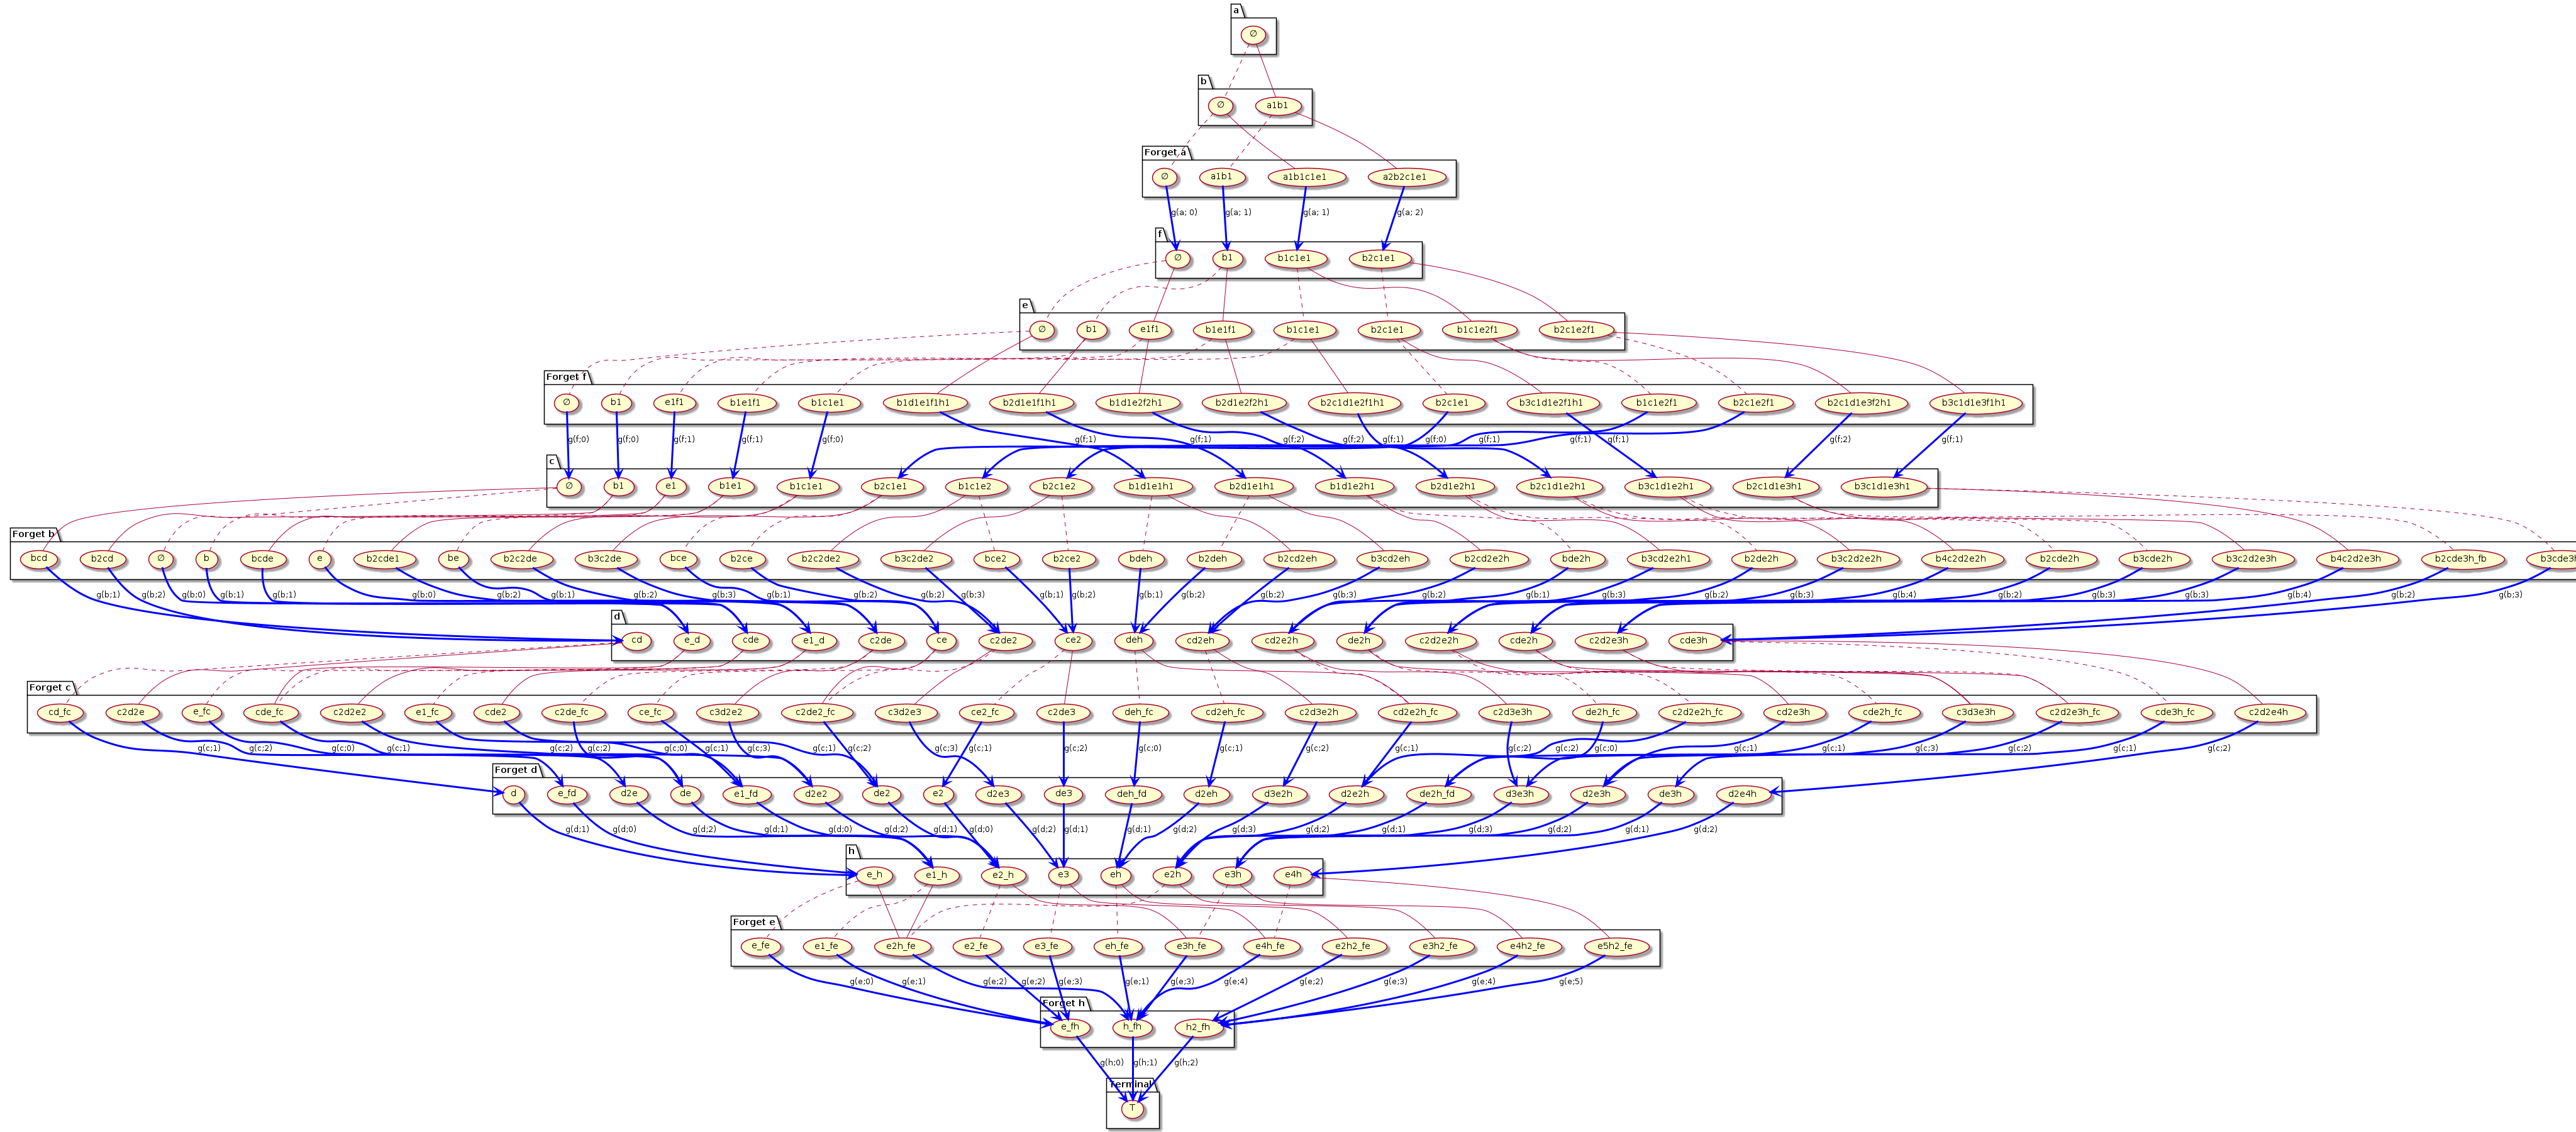 a
∅
b
∅ a1b1
Forget a
∅ a1b1 a1b1c1e1 a2b2c1e1
g(a; 0) g(a; 1) g(a; 1) g(a; 2)
f
∅ b1 b1c1e1 b2c1e1
e
∅ b1 e1f1 b1e1f1 b1c1e1 b2c1e1 b1c1e2f1 b2c1e2f1
Forget f
∅ b1 e1f1 b1e1f1 b1c1e1 b1d1e1f1h1 b2d1e1f1h1 b1d1e2f2h1 b2d1e2f2h1 b2c1d1e2f1h1 b2c1e1 b3c1d1e2f1h1 b1c1e2f1 b2c1e2f1 b2c1d1e3f2h1 b3c1d1e3f1h1
g(f;0) g(f;0) g(f;1) g(f;1) g(f;0) g(f;1) g(f;1) g(f;2) g(f;2) g(f;1) g(f;0) g(f;1) g(f;1) g(f;1) g(f;2) g(f;1)
c
∅ b1 e1 b1e1 b1c1e1 b2c1e1 b1c1e2 b2c1e2 b1d1e1h1 b2d1e1h1 b1d1e2h1 b2d1e2h1 b2c1d1e2h1 b3c1d1e2h1 b2c1d1e3h1 b3c1d1e3h1
Forget b
bcd b2cd ∅ b bcde e b2cde1 be b2c2de b3c2de bce b2ce b2c2de2 b3c2de2 bce2 b2ce2 bdeh b2deh b2cd2eh b3cd2eh b2cd2e2h bde2h b3cd2e2h1 b2de2h b3c2d2e2h b4c2d2e2h b2cde2h b3cde2h b3c2d2e3h b4c2d2e3h b2cde3h_fb
g(b;1) g(b;2) g(b;0) g(b;1) g(b;1) g(b;0) g(b;2) g(b;1) g(b;2) g(b;3) g(b;1) g(b;2) g(b;2) g(b;3) g(b;1) g(b;2) g(b;1) g(b;2) g(b;2) g(b;3) g(b;2) g(b;1) g(b;3) g(b;2) g(b;3) g(b;4) g(b;2) g(b;3) g(b;3) g(b;4) g(b;2) g(b;3)
d
cd e_d cde e1_d c2de ce c2de2 ce2 deh cd2eh cd2e2h de2h c2d2e2h cde2h c2d2e3h cde3h
Forget c
cd_fc c2d2e e_fc cde_fc c2d2e2 e1_fc cde2 c2de_fc ce_fc c3d2e2 c2de2_fc c3d2e3 ce2_fc c2de3 deh_fc cd2eh_fc c2d3e2h cd2e2h_fc c2d3e3h de2h_fc c2d2e2h_fc cd2e3h cde2h_fc c3d3e3h c2d2e3h_fc cde3h_fc c2d2e4h
g(c;1) g(c;2) g(c;0) g(c;1) g(c;2) g(c;2) g(c;0) g(c;1) g(c;3) g(c;1) g(c;2) g(c;3) g(c;1) g(c;2) g(c;0) g(c;1) g(c;2) g(c;1) g(c;2) g(c;2) g(c;0) g(c;1) g(c;1) g(c;3) g(c;2) g(c;1) g(c;2)
Forget d
d e_fd d2e de e1_fd d2e2 de2 e2 d2e3 de3 deh_fd d2eh d3e2h d2e2h de2h_fd d3e3h d2e3h de3h d2e4h
g(d;1) g(d;0) g(d;2) g(d;1) g(d;0) g(d;2) g(d;1) g(d;0) g(d;2) g(d;1) g(d;1) g(d;2) g(d;3) g(d;2) g(d;1) g(d;3) g(d;2) g(d;1) g(d;2)
h
e_h e1_h e2_h e3 eh e2h e3h e4h
Forget e
e_fe e1_fe e2h_fe e2_fe e3_fe eh_fe e3h_fe e4h_fe e2h2_fe e3h2_fe e4h2_fe e5h2_fe
g(e;0) g(e;1) g(e;2) g(e;2) g(e;3) g(e;1) g(e;3) g(e;4) g(e;2) g(e;3) g(e;4) g(e;5)
Forget h
e_fh h_fh h2_fh
g(h;0) g(h;1) g(h;2)
Terminal
T